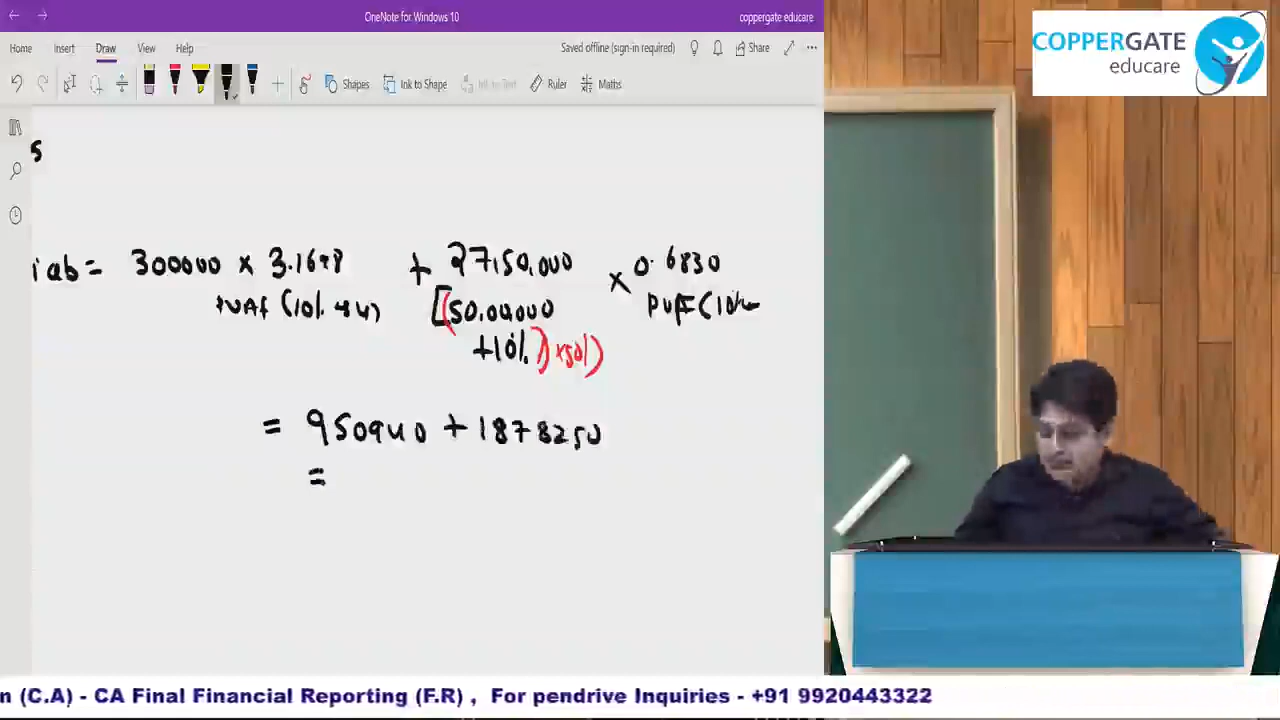 OneNote for Windows 10
coppergate educare
Home Insert Draw View Help
Saved offline (sign-in required)
Share
Shapes
Ink to Shape
Ink to Text
Ruler
Maths
COPPERGATE
educare
s
iab = 300000 × 3.1698 + 27,50,000 × 0.6830
PVAF (10%, 4y) [(50,00,000 PVF (10%
+10%) ×50%)
= 950940 + 1878250
=
n (C.A) - CA Final Financial Reporting (F.R) , For pendrive Inquiries - +91 9920443322